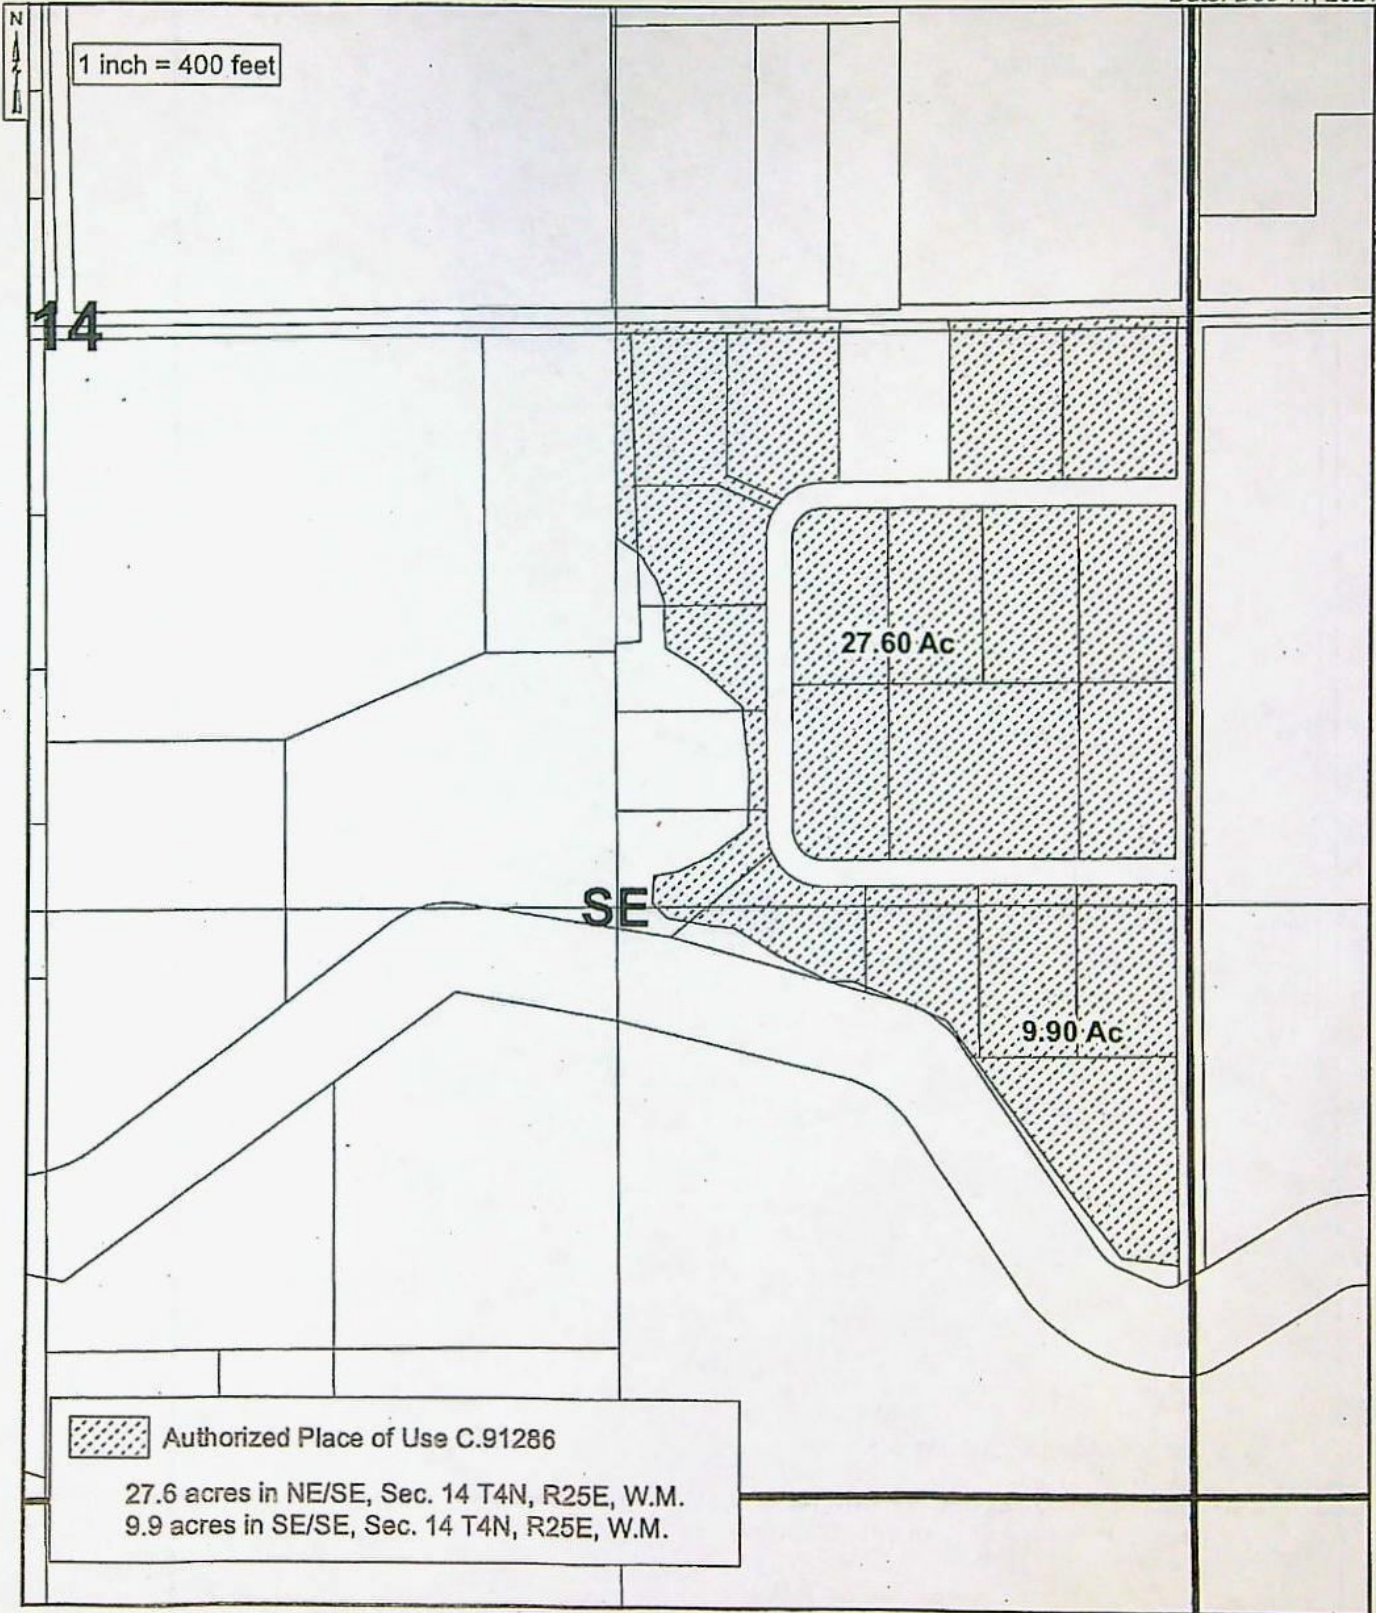 N
1 inch = 400 feet
14
27.60 Ac
SE
9.90 Ac
Authorized Place of Use C.91286
27.6 acres in NE/SE, Sec. 14 T4N, R25E, W.M.
9.9 acres in SE/SE, Sec. 14 T4N, R25E, W.M.